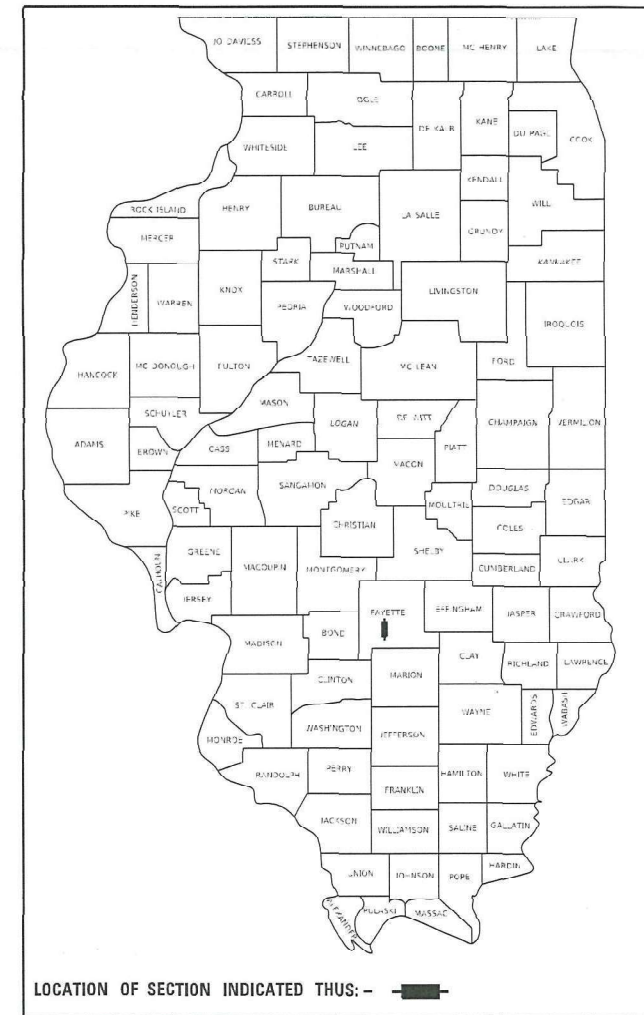 JO DAVIESS STEPHENSON WINNEBAGO BOONE MC HENRY LAKE
CARROLL OGLE DE KALB KANE DU PAGE COOK
WHITESIDE LEE
KENDALL
ROCK ISLAND HENRY BUREAU LA SALLE WILL
GRUNDY
MERCER PUTNAM
STARK MARSHALL KANKAKEE
HENDERSON WARREN KNOX PEORIA WOODFORD LIVINGSTON IROQUOIS
HANCOCK MC DONOUGH FULTON TAZEWELL MC LEAN FORD
SCHUYLER MASON LOGAN DE WITT CHAMPAIGN VERMILION
ADAMS BROWN CASS MENARD MACON PIATT
PIKE SCOTT MORGAN SANGAMON CHRISTIAN MOULTRIE DOUGLAS EDGAR
COLES
CALHOUN GREENE MACOUPIN MONTGOMERY SHELBY CUMBERLAND CLARK
JERSEY BOND FAYETTE EFFINGHAM JASPER CRAWFORD
MADISON CLAY RICHLAND LAWRENCE
CLINTON MARION
ST. CLAIR WAYNE EDWARDS WABASH
MONROE WASHINGTON JEFFERSON
RANDOLPH PERRY HAMILTON WHITE
FRANKLIN
JACKSON WILLIAMSON SALINE GALLATIN
UNION JOHNSON POPE HARDIN
ALEXANDER PULASKI MASSAC
LOCATION OF SECTION INDICATED THUS: -